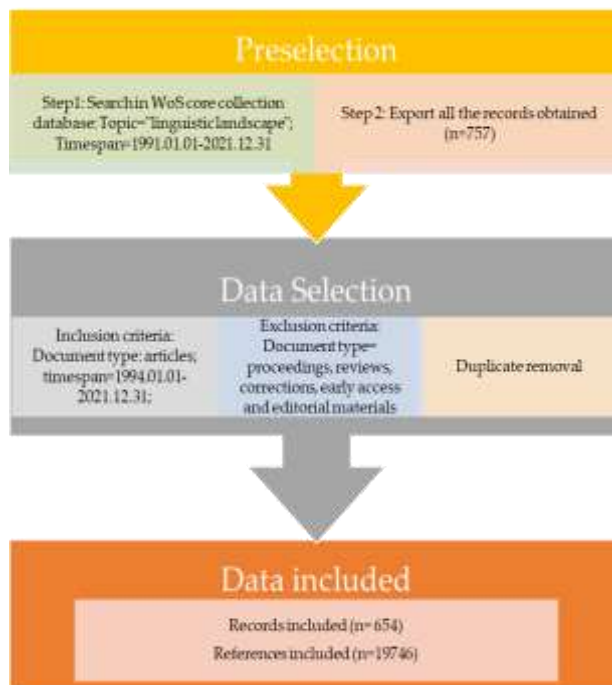 Preselection
Step1: Search in WoS core collection
database; Topic="linguistic landscape";
Timespan=1991.01.01-2021.12.31
Step 2: Export all the records obtained
(n=757)
Data Selection
Inclusion criteria:
Document type: articles;
timespan=1994.01.01-
2021.12.31;
Exclusion criteria:
Document type=
proceedings, reviews,
corrections, early access
and editorial materials
Duplicate removal
Data included
Records included (n= 654)
References included (n=19746)